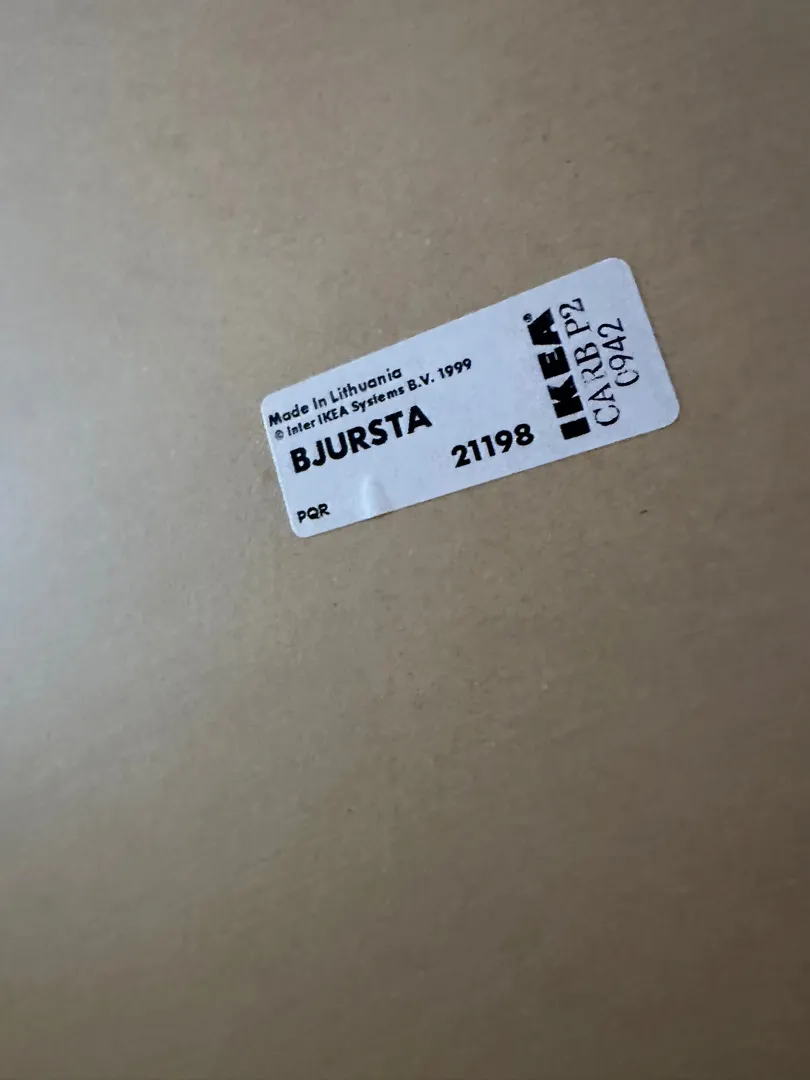 Made In Lithuania
© Inter IKEA Systems B.V. 1999
BJURSTA
21198
PQR
IKEA®
CARB P2
C942